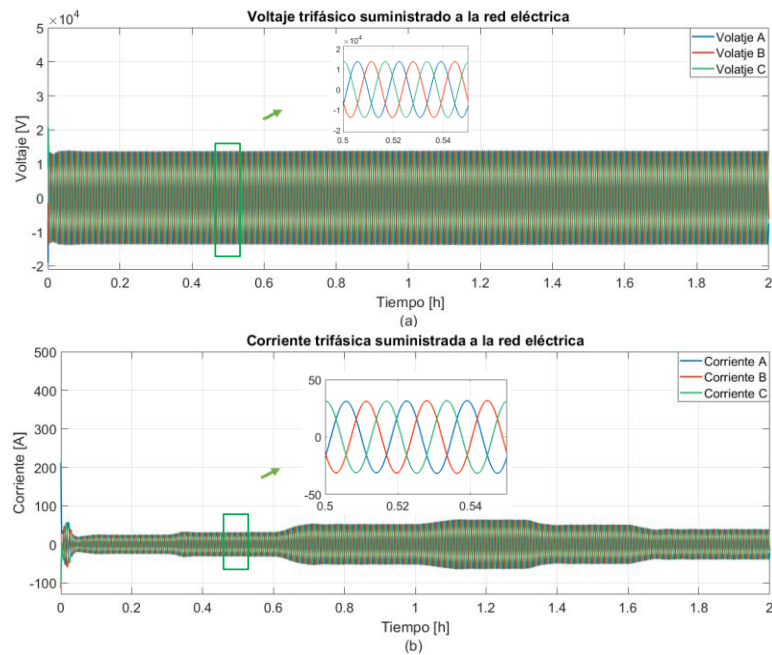 Voltaje trifásico suministrado a la red eléctrica
×10⁴
5
4
3
2
1
0
-1
-2
Voltaje [V]
Volatje A
Volatje B
Volatje C
×10⁴
2
1
0
-1
-2
0.5 0.52 0.54
0 0.2 0.4 0.6 0.8 1 1.2 1.4 1.6 1.8 2
Tiempo [h]
(a)
Corriente trifásica suministrada a la red eléctrica
500
400
300
200
100
0
-100
Corriente [A]
Corriente A
Corriente B
Corriente C
50
0
-50
0.5 0.52 0.54
0 0.2 0.4 0.6 0.8 1 1.2 1.4 1.6 1.8 2
Tiempo [h]
(b)